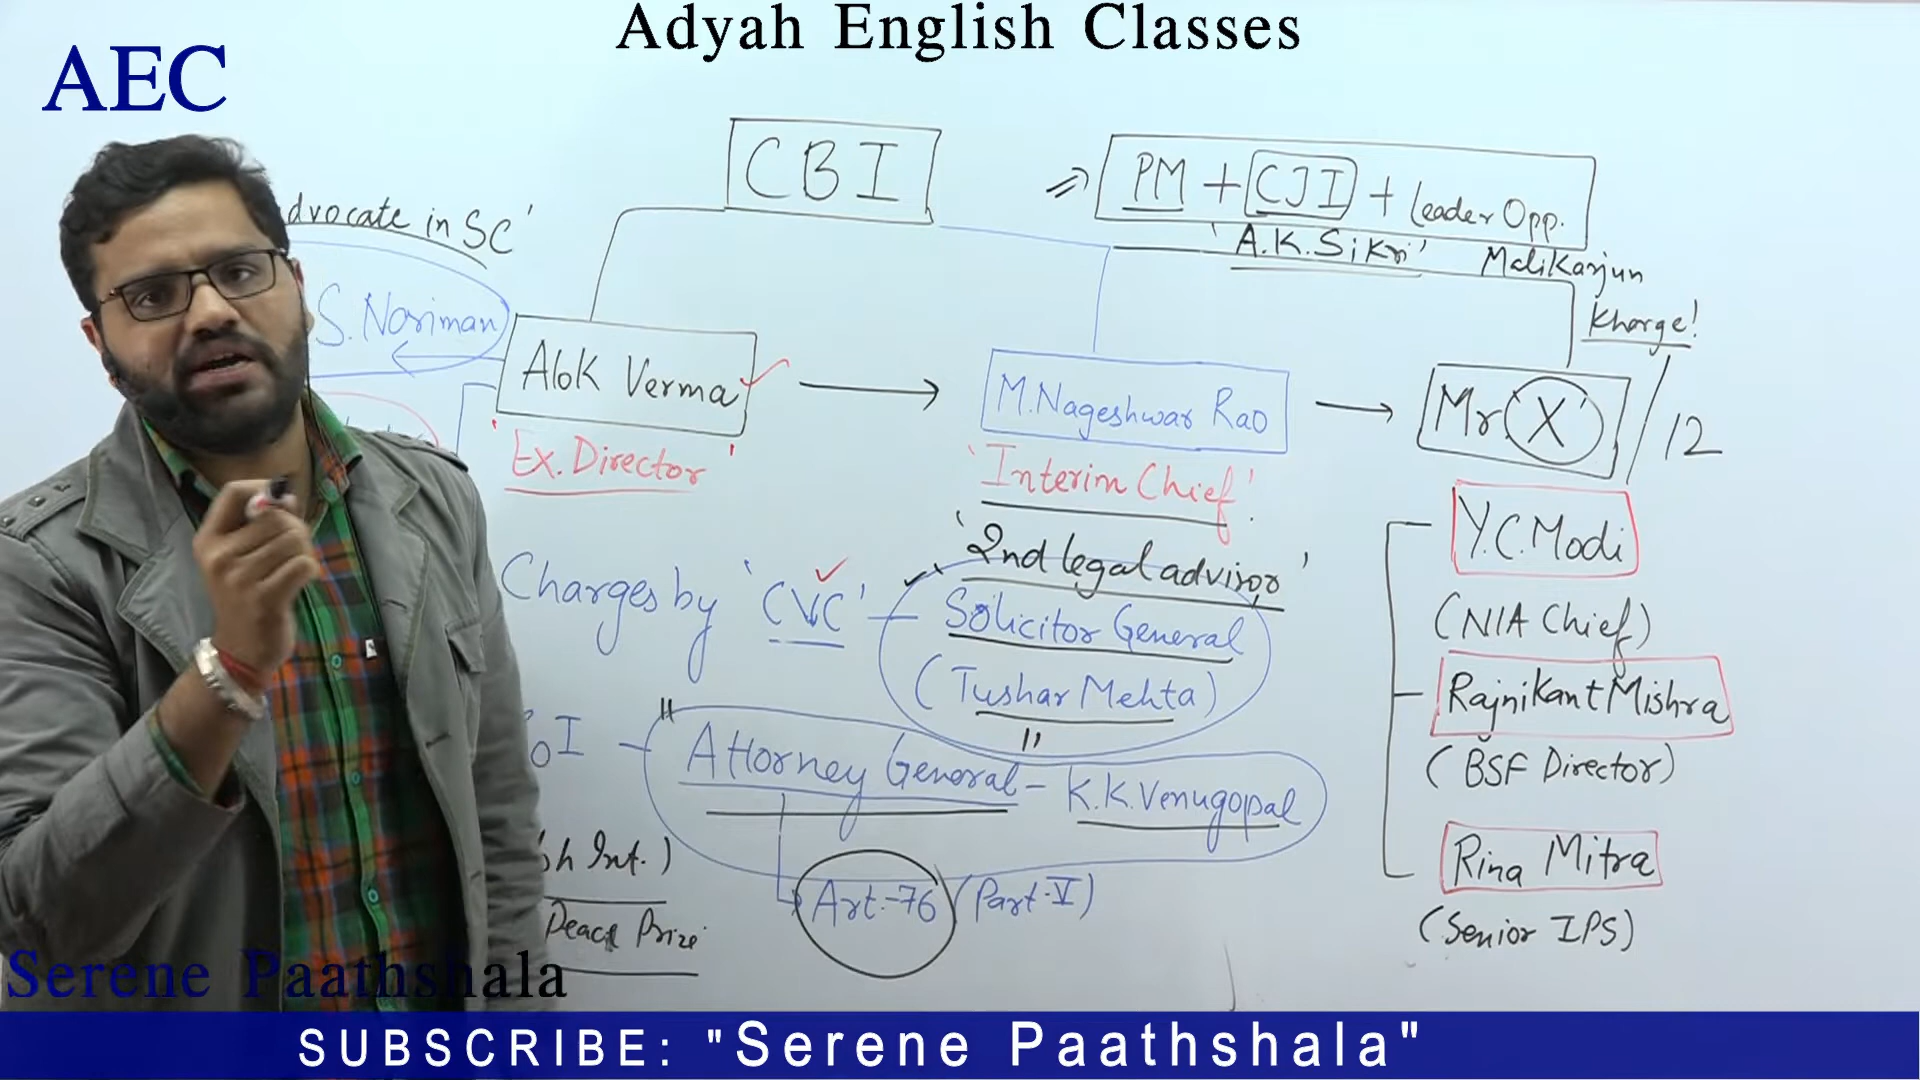 Adyah English Classes
AEC
CBI
PM + CJI + Leader Opp.
'A.K.Sikri'
Malikarjun
Kharge!
dvocate in SC'
S. Nariman
Alok Verma
'Ex. Director'
M. Nageshwar Rao
'Interim Chief'
Mr. 'X' / 12
Y.C. Modi
(NIA Chief)
Rajnikant Mishra
(BSF Director)
Rina Mitra
(Senior IPS)
Charges by 'CVC' —
'2nd legal advisor'
Solicitor General
(Tushar Mehta)
oI — "Attorney General - K.K. Venugopal"
Art.-76 (Part-V)
sh Int.)
Peace Prize
Serene Paathshala
SUBSCRIBE: "Serene Paathshala"